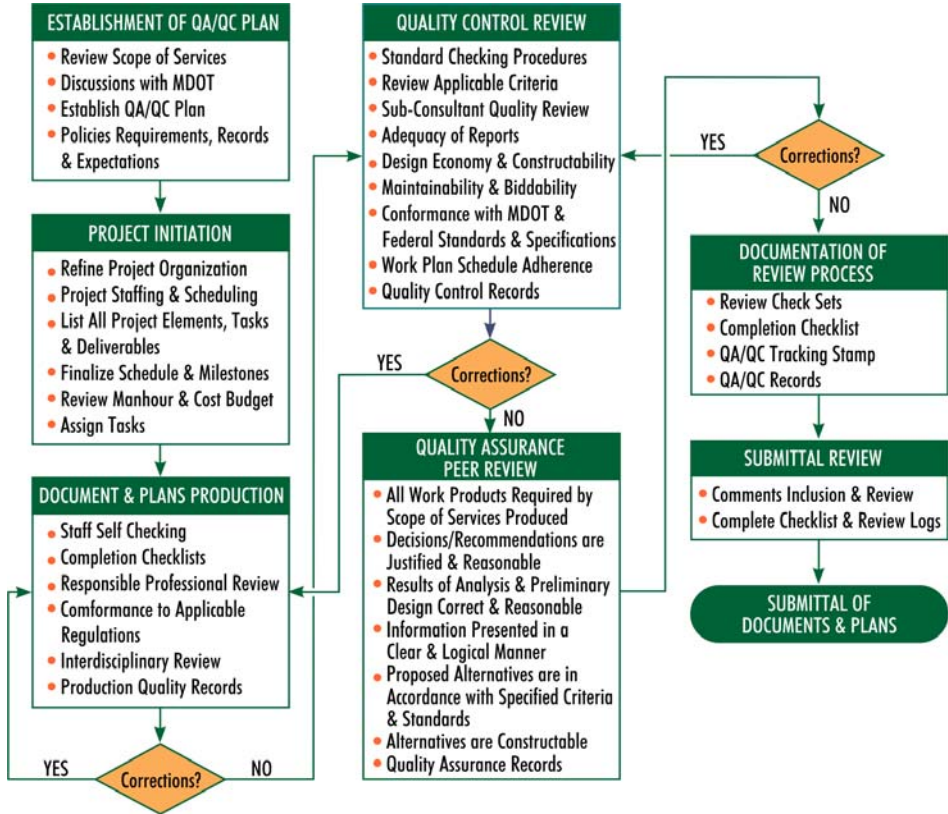 ESTABLISHMENT OF QA/QC PLAN
• Review Scope of Services
• Discussions with MDOT
• Establish QA/QC Plan
• Policies Requirements, Records
& Expectations
PROJECT INITIATION
• Refine Project Organization
• Project Staffing & Scheduling
• List All Project Elements, Tasks
& Deliverables
• Finalize Schedule & Milestones
• Review Manhour & Cost Budget
• Assign Tasks
DOCUMENT & PLANS PRODUCTION
• Staff Self Checking
• Completion Checklists
• Responsible Professional Review
• Comformance to Applicable
Regulations
• Interdisciplinary Review
• Production Quality Records
YES
Corrections?
NO
QUALITY CONTROL REVIEW
• Standard Checking Procedures
• Review Applicable Criteria
• Sub-Consultant Quality Review
• Adequacy of Reports
• Design Economy & Constructability
• Maintainability & Biddability
• Conformance with MDOT &
Federal Standards & Specifications
• Work Plan Schedule Adherence
• Quality Control Records
YES
Corrections?
NO
QUALITY ASSURANCE
PEER REVIEW
• All Work Products Required by
Scope of Services Produced
• Decisions/Recommendations are
Justified & Reasonable
• Results of Analysis & Preliminary
Design Correct & Reasonable
• Information Presented in a
Clear & Logical Manner
• Proposed Alternatives are in
Accordance with Specified Criteria
& Standards
• Alternatives are Constructable
• Quality Assurance Records
YES
Corrections?
NO
DOCUMENTATION OF
REVIEW PROCESS
• Review Check Sets
• Completion Checklist
• QA/QC Tracking Stamp
• QA/QC Records
SUBMITTAL REVIEW
• Comments Inclusion & Review
• Complete Checklist & Review Logs
SUBMITTAL OF
DOCUMENTS & PLANS